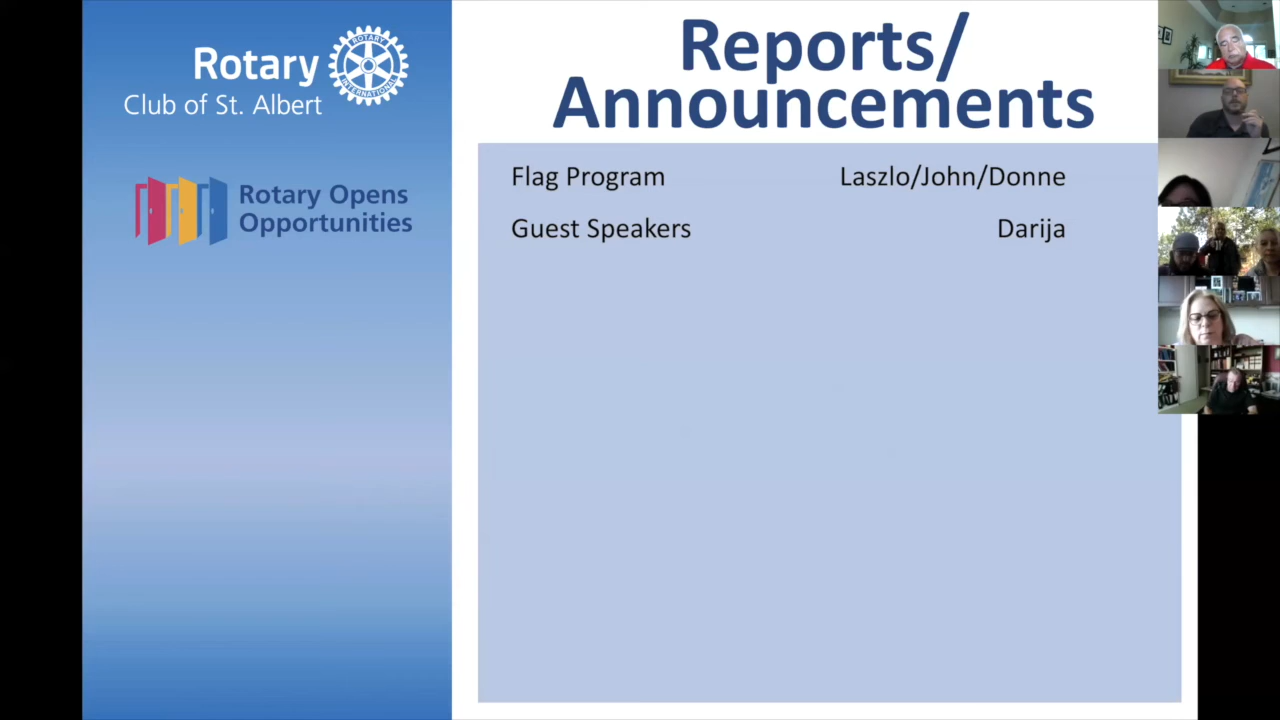 Rotary
Club of St. Albert
ROTARY
INTERNATIONAL
Rotary Opens
Opportunities
Reports/
Announcements
Flag Program Laszlo/John/Donne
Guest Speakers Darija